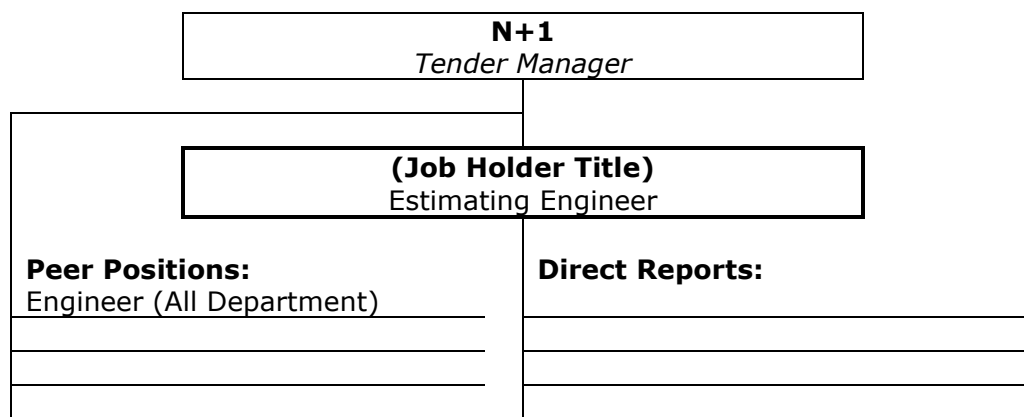 N+1
Tender Manager
(Job Holder Title)
Estimating Engineer
Peer Positions:
Engineer (All Department)
Direct Reports: